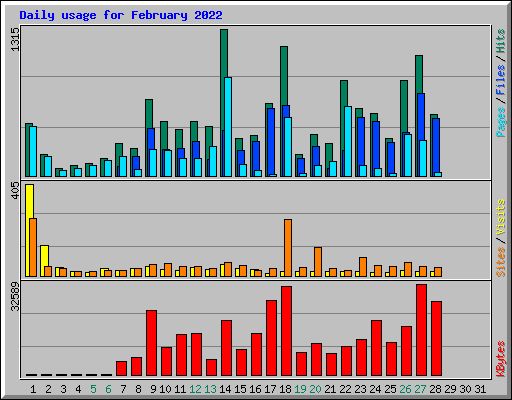 Daily usage for February 2022
1315
Pages / Files / Hits
405
Sites / Visits
32589
KBytes
1 2 3 4 5 6 7 8 9 10 11 12 13 14 15 16 17 18 19 20 21 22 23 24 25 26 27 28 29 30 31